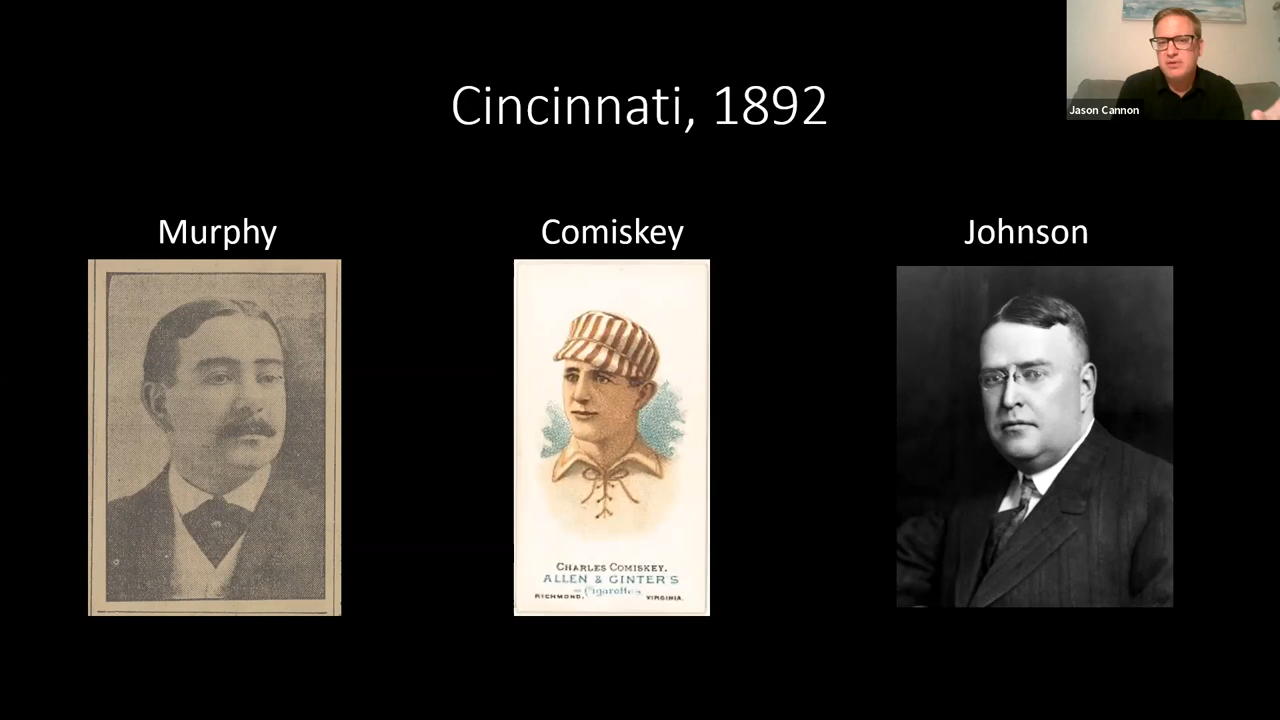 Cincinnati, 1892
Jason Cannon
Murphy
Comiskey
Johnson
CHARLES COMISKEY.
ALLEN & GINTER'S
Cigarettes
RICHMOND, VIRGINIA.